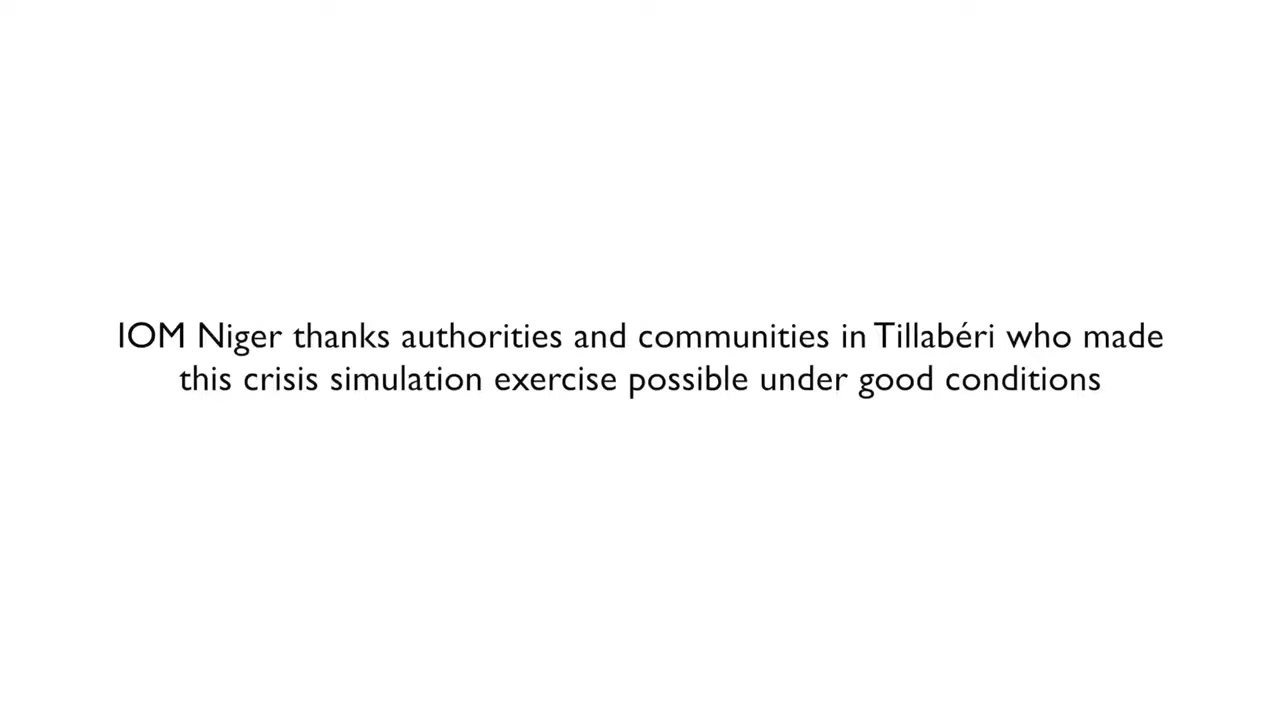 IOM Niger thanks authorities and communities in Tillabéri who made
this crisis simulation exercise possible under good conditions